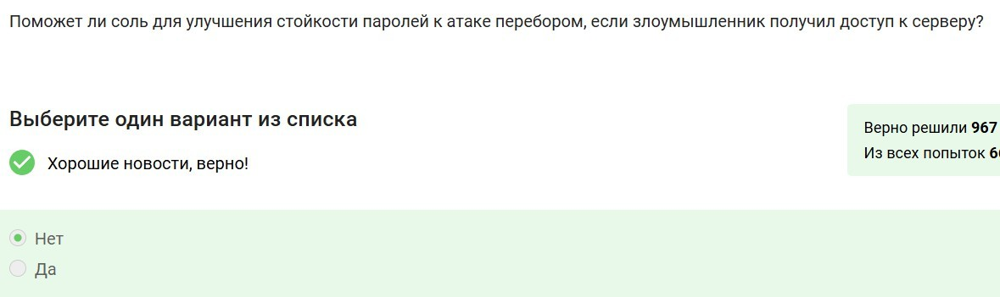 Поможет ли соль для улучшения стойкости паролей к атаке перебором, если злоумышленник получил доступ к серверу?
Выберите один вариант из списка
Верно решили 967
Хорошие новости, верно!
Из всех попыток 6
Нет
Да